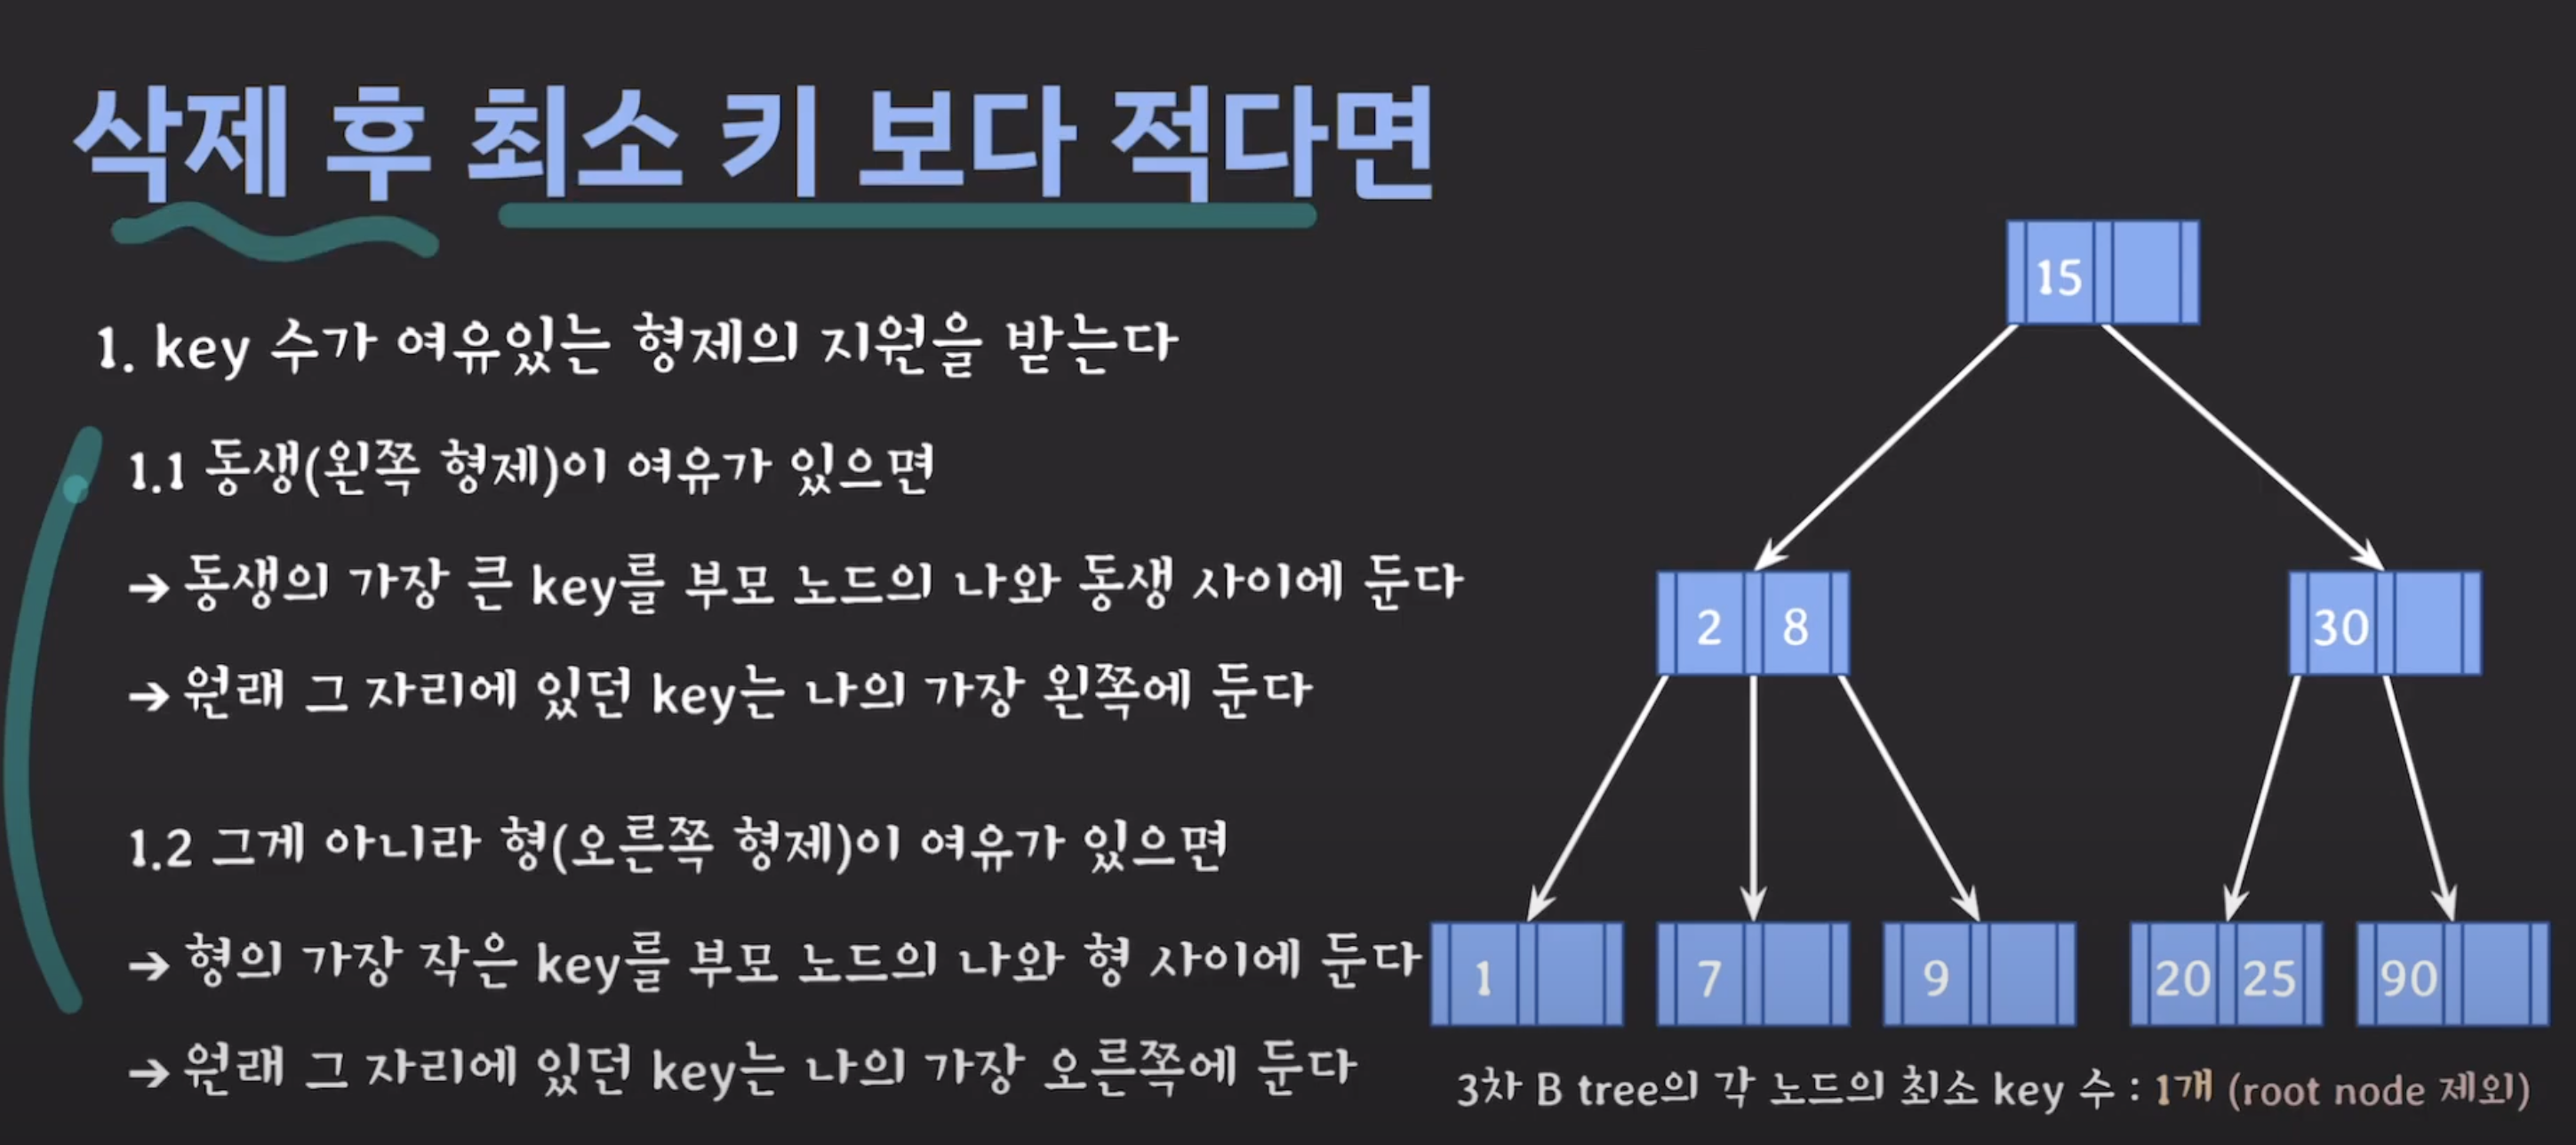 삭제 후 최소 키 보다 적다면
1. key 수가 여유있는 형제의 지원을 받는다
1.1 동생(왼쪽 형제)이 여유가 있으면
→ 동생의 가장 큰 key를 부모 노드의 나와 동생 사이에 둔다
→ 원래 그 자리에 있던 key는 나의 가장 왼쪽에 둔다
1.2 그게 아니라 형(오른쪽 형제)이 여유가 있으면
→ 형의 가장 작은 key를 부모 노드의 나와 형 사이에 둔다
→ 원래 그 자리에 있던 key는 나의 가장 오른쪽에 둔다
15
2 8
30
1
7
9
20 25
90
3차 B tree의 각 노드의 최소 key 수 : 1개 (root node 제외)